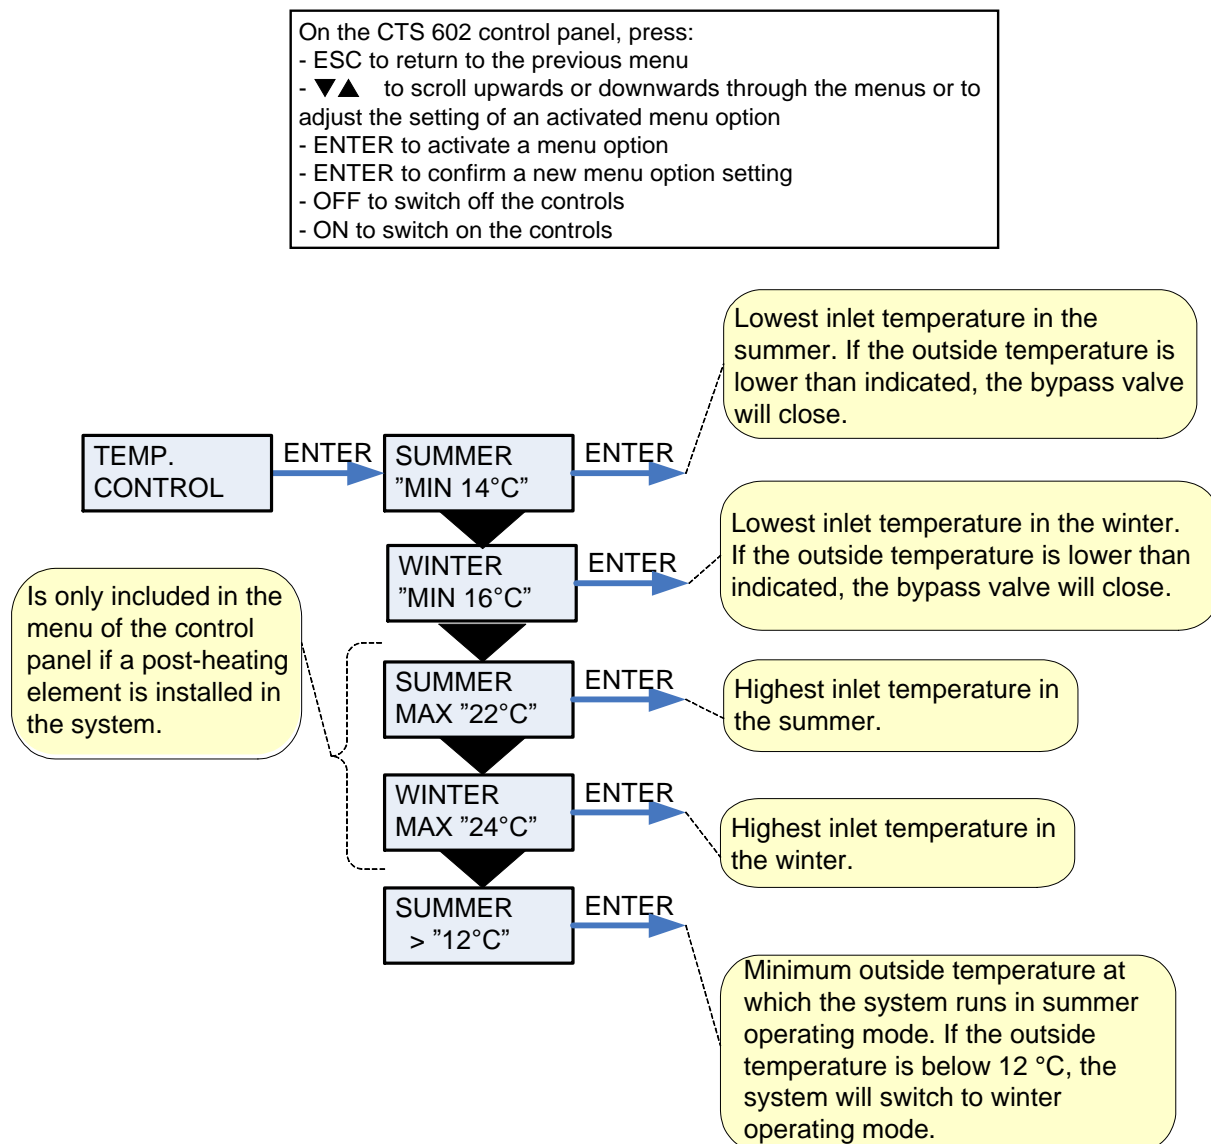 On the CTS 602 control panel, press:
- ESC to return to the previous menu
- ▼▲ to scroll upwards or downwards through the menus or to
adjust the setting of an activated menu option
- ENTER to activate a menu option
- ENTER to confirm a new menu option setting
- OFF to switch off the controls
- ON to switch on the controls
Lowest inlet temperature in the
summer. If the outside temperature is
lower than indicated, the bypass valve
will close.
TEMP.
CONTROL
ENTER
SUMMER
”MIN 14°C”
ENTER
Lowest inlet temperature in the winter.
If the outside temperature is lower than
indicated, the bypass valve will close.
WINTER
”MIN 16°C”
ENTER
Is only included in the
menu of the control
panel if a post-heating
element is installed in
the system.
SUMMER
MAX ”22°C”
ENTER
Highest inlet temperature in
the summer.
WINTER
MAX ”24°C”
ENTER
Highest inlet temperature in
the winter.
SUMMER
> ”12°C”
ENTER
Minimum outside temperature at
which the system runs in summer
operating mode. If the outside
temperature is below 12 °C, the
system will switch to winter
operating mode.